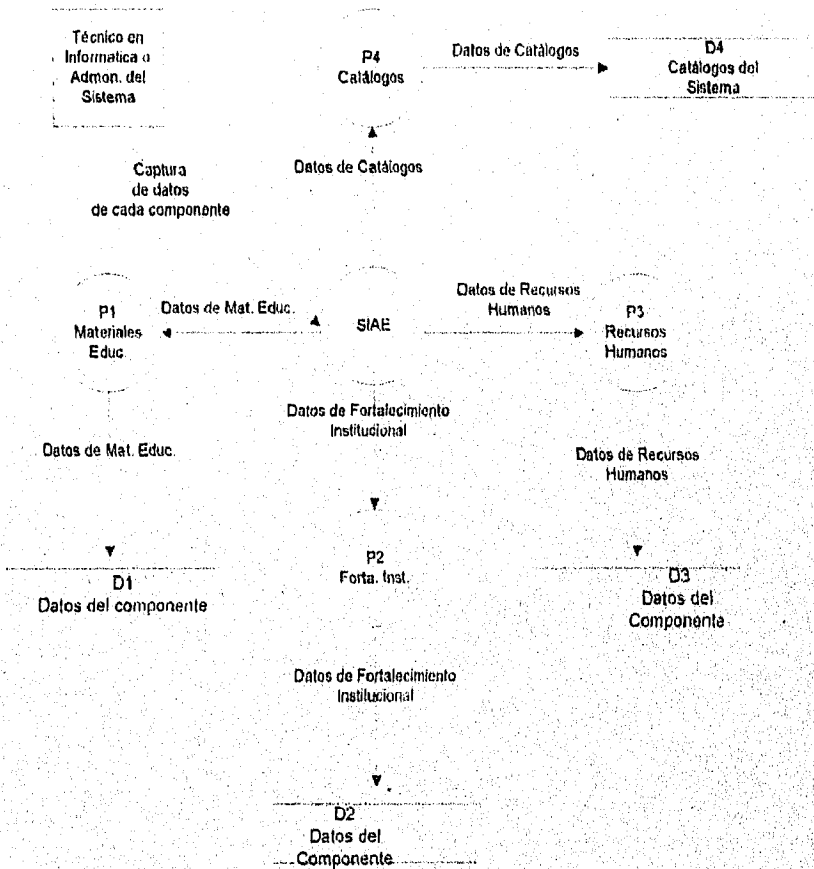 Técnico en
Informatica o
Admon. del
Sistema
P4
Catálogos
Datos de Catálogos
D4
Catálogos del
Sistema
Captura
de datos
de cada componente
Datos de Catálogos
P1
Materiales
Educ.
Datos de Mat. Educ.
SIAE
Datos de Recursos
Humanos
P3
Recursos
Humanos
Datos de Mat. Educ.
Datos de Fortalecimiento
Institucional
Datos de Recursos
Humanos
D1
Datos del componente
P2
Forta. Inst.
D3
Datos del
Componente
Datos de Fortalecimiento
Institucional
D2
Datos del
Componente